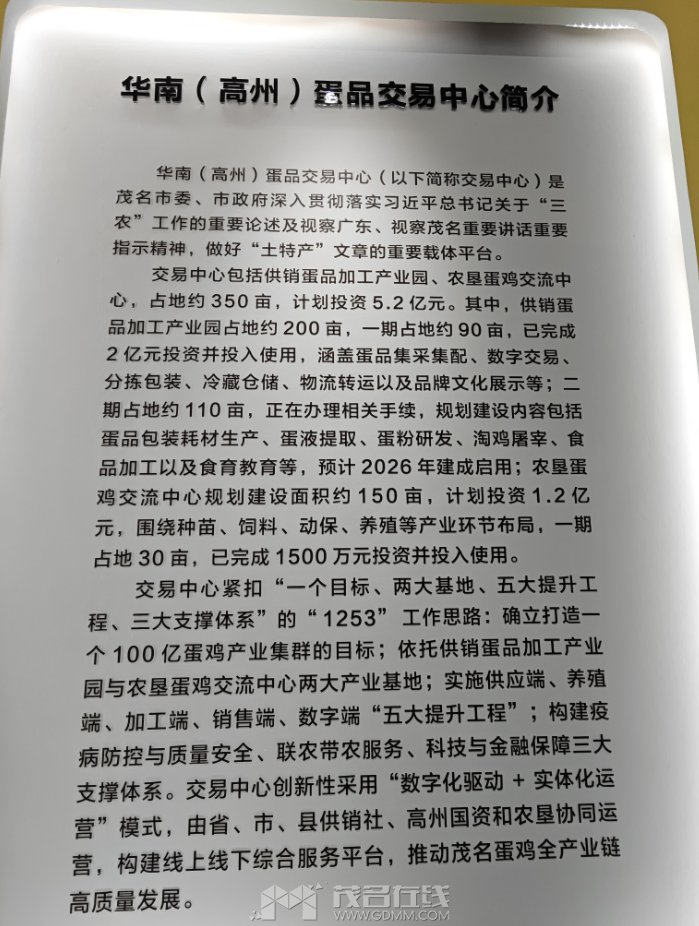 华南（高州）蛋品交易中心简介
华南（高州）蛋品交易中心（以下简称交易中心）是
茂名市委、市政府深入贯彻落实习近平总书记关于“三
农”工作的重要论述及视察广东、视察茂名重要讲话重要
指示精神，做好“土特产”文章的重要载体平台。
交易中心包括供销蛋品加工产业园、农垦蛋鸡交流中
心，占地约350亩，计划投资5.2亿元。其中，供销蛋
品加工产业园占地约200亩，一期占地约90亩，已完成
2亿元投资并投入使用，涵盖蛋品集采集配、数字交易、
分拣包装、冷藏仓储、物流转运以及品牌文化展示等；二
期占地约110亩，正在办理相关手续，规划建设内容包括
蛋品包装耗材生产、蛋液提取、蛋粉研发、淘鸡屠宰、食
品加工以及食育教育等，预计2026年建成启用；农垦蛋
鸡交流中心规划建设面积约150亩，计划投资1.2亿
元，围绕种苗、饲料、动保、养殖等产业环节布局，一期
占地30亩，已完成1500万元投资并投入使用。
交易中心紧扣“一个目标、两大基地、五大提升工
程、三大支撑体系”的“1253”工作思路：确立打造一
个100亿蛋鸡产业集群的目标；依托供销蛋品加工产业
园与农垦蛋鸡交流中心两大产业基地；实施供应端、养殖
端、加工端、销售端、数字端“五大提升工程”；构建疫
病防控与质量安全、联农带农服务、科技与金融保障三大
支撑体系。交易中心创新性采用“数字化驱动 + 实体化运
营”模式，由省、市、县供销社、高州国资和农垦协同运
营，构建线上线下综合服务平台，推动茂名蛋鸡全产业链
高质量发展。
茂名在线
WWW.GDMM.COM